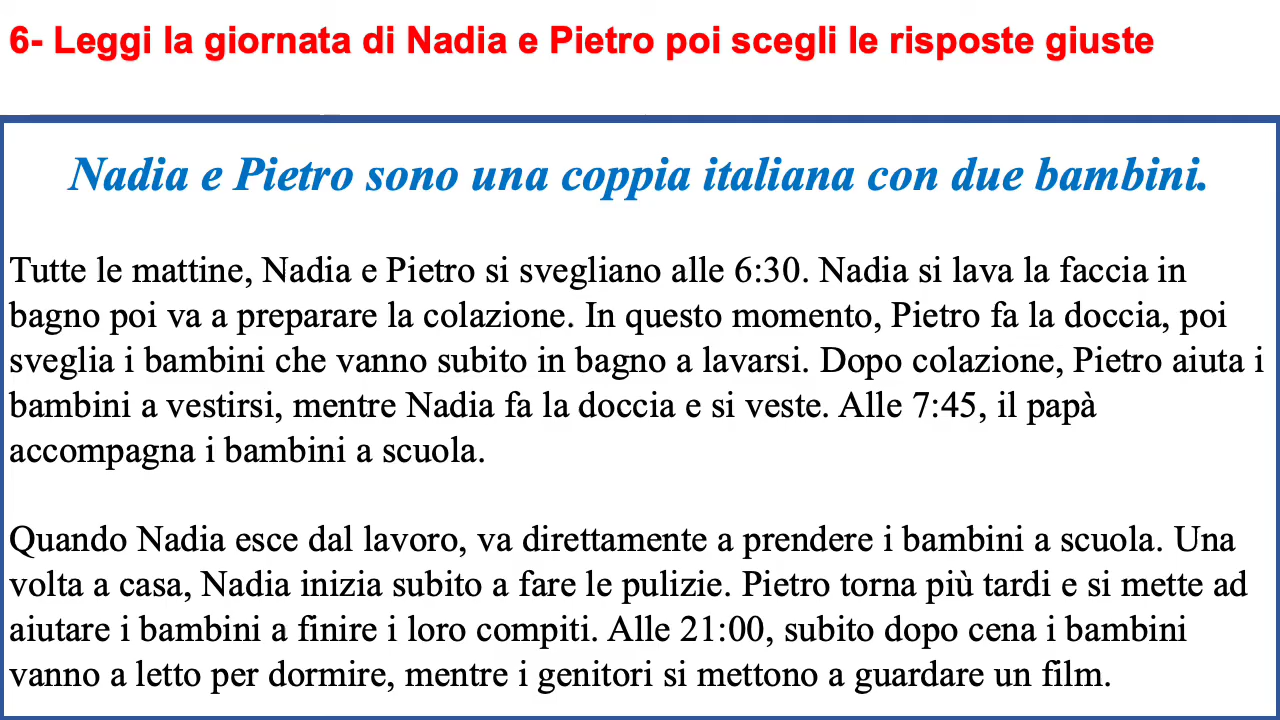 6- Leggi la giornata di Nadia e Pietro poi scegli le risposte giuste
Nadia e Pietro sono una coppia italiana con due bambini.
Tutte le mattine, Nadia e Pietro si svegliano alle 6:30. Nadia si lava la faccia in
bagno poi va a preparare la colazione. In questo momento, Pietro fa la doccia, poi
sveglia i bambini che vanno subito in bagno a lavarsi. Dopo colazione, Pietro aiuta i
bambini a vestirsi, mentre Nadia fa la doccia e si veste. Alle 7:45, il papà
accompagna i bambini a scuola.
Quando Nadia esce dal lavoro, va direttamente a prendere i bambini a scuola. Una
volta a casa, Nadia inizia subito a fare le pulizie. Pietro torna più tardi e si mette ad
aiutare i bambini a finire i loro compiti. Alle 21:00, subito dopo cena i bambini
vanno a letto per dormire, mentre i genitori si mettono a guardare un film.